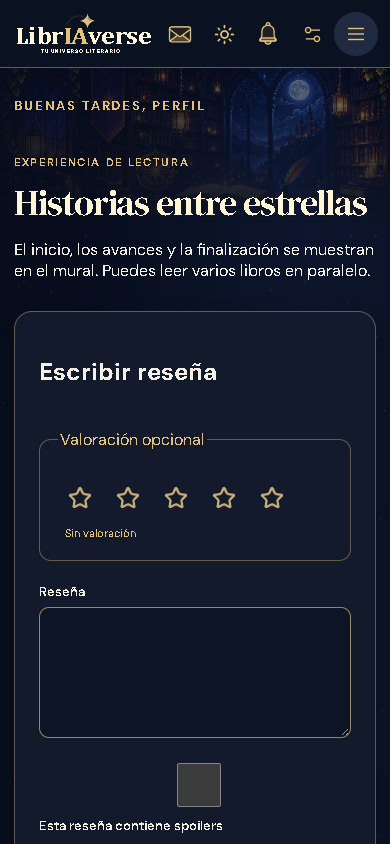 LibrIAverse
TU UNIVERSO LITERARIO
BUENAS TARDES, PERFIL
EXPERIENCIA DE LECTURA
Historias entre estrellas
El inicio, los avances y la finalización se muestran
en el mural. Puedes leer varios libros en paralelo.
Escribir reseña
Valoración opcional
Sin valoración
Reseña
Esta reseña contiene spoilers